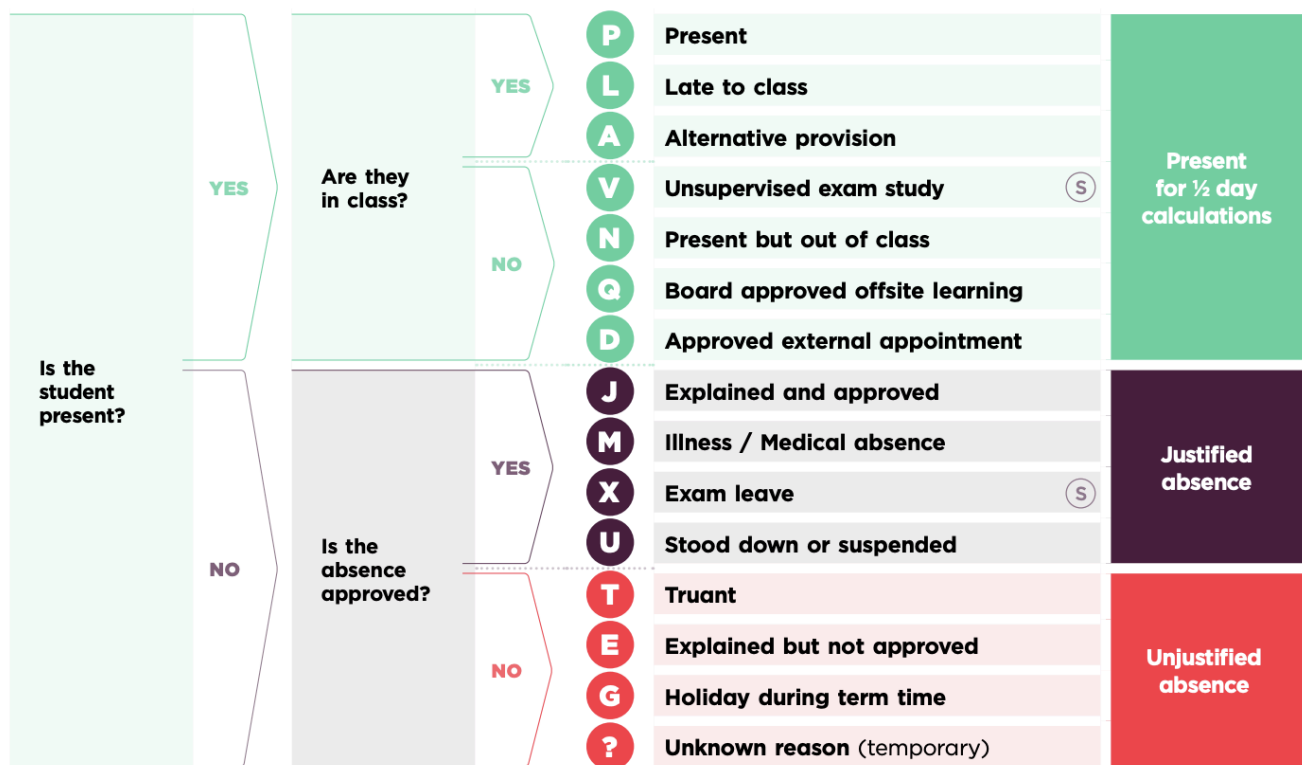 Is the
student
present?
YES
NO
Are they
in class?
YES
NO
Is the
absence
approved?
YES
NO
P Present
L Late to class
A Alternative provision
V Unsupervised exam study S
N Present but out of class
Q Board approved offsite learning
D Approved external appointment
J Explained and approved
M Illness / Medical absence
X Exam leave S
U Stood down or suspended
T Truant
E Explained but not approved
G Holiday during term time
? Unknown reason (temporary)
Present
for ½ day
calculations
Justified
absence
Unjustified
absence